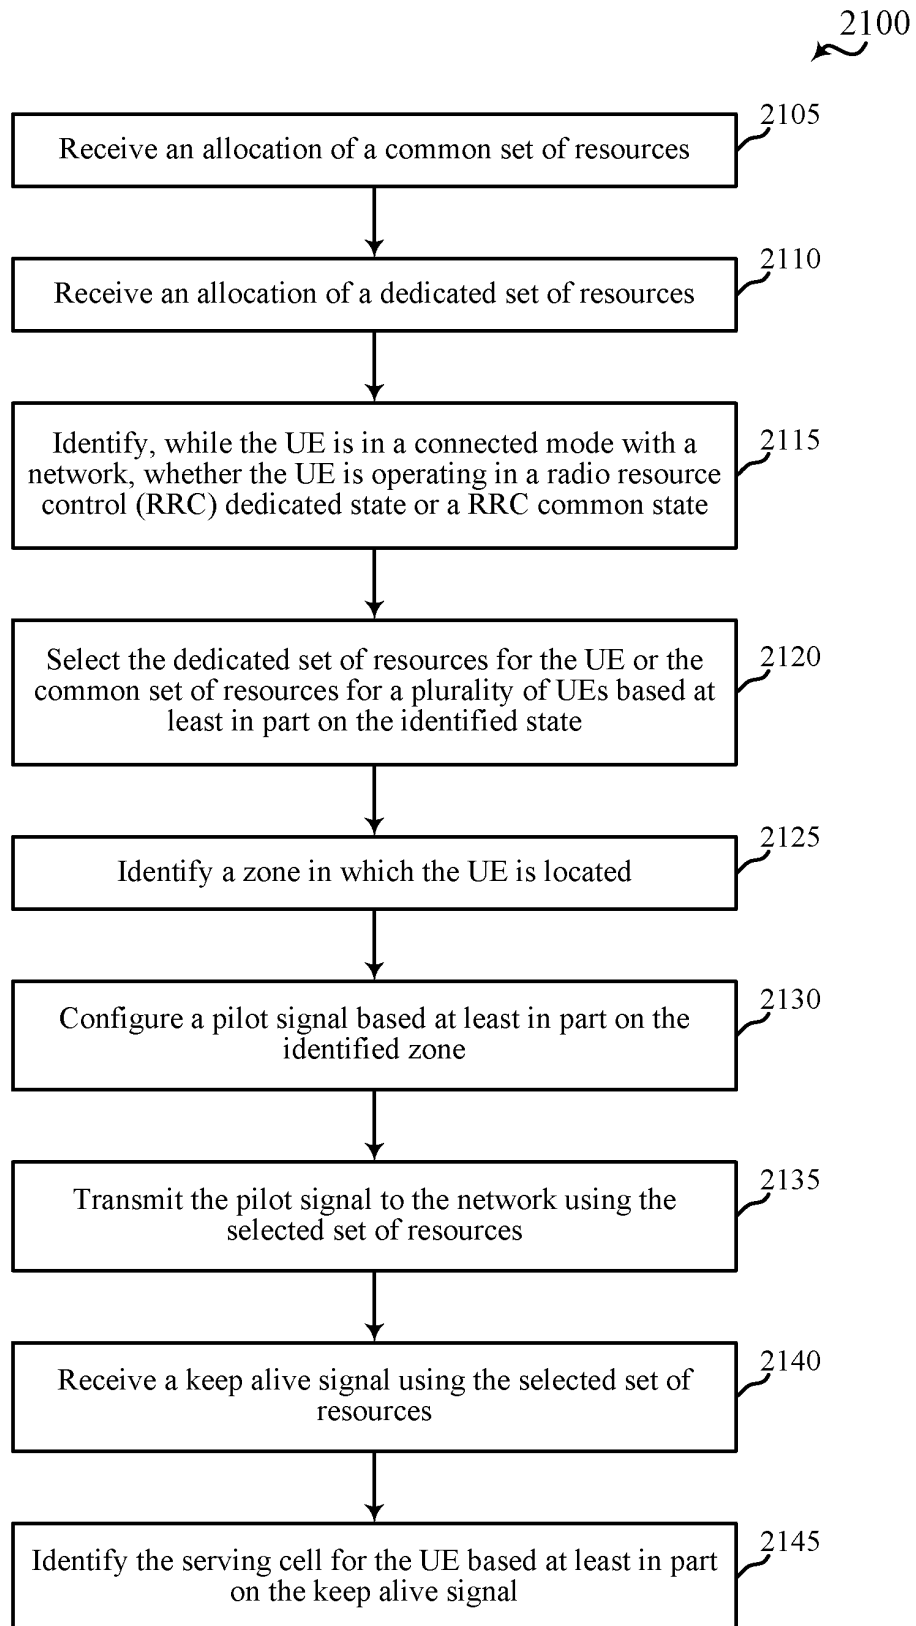 2100
2105
Receive an allocation of a common set of resources
2110
Receive an allocation of a dedicated set of resources
2115
Identify, while the UE is in a connected mode with a
network, whether the UE is operating in a radio resource
control (RRC) dedicated state or a RRC common state
2120
Select the dedicated set of resources for the UE or the
common set of resources for a plurality of UEs based at
least in part on the identified state
2125
Identify a zone in which the UE is located
2130
Configure a pilot signal based at least in part on the
identified zone
2135
Transmit the pilot signal to the network using the
selected set of resources
2140
Receive a keep alive signal using the selected set of
resources
2145
Identify the serving cell for the UE based at least in part
on the keep alive signal